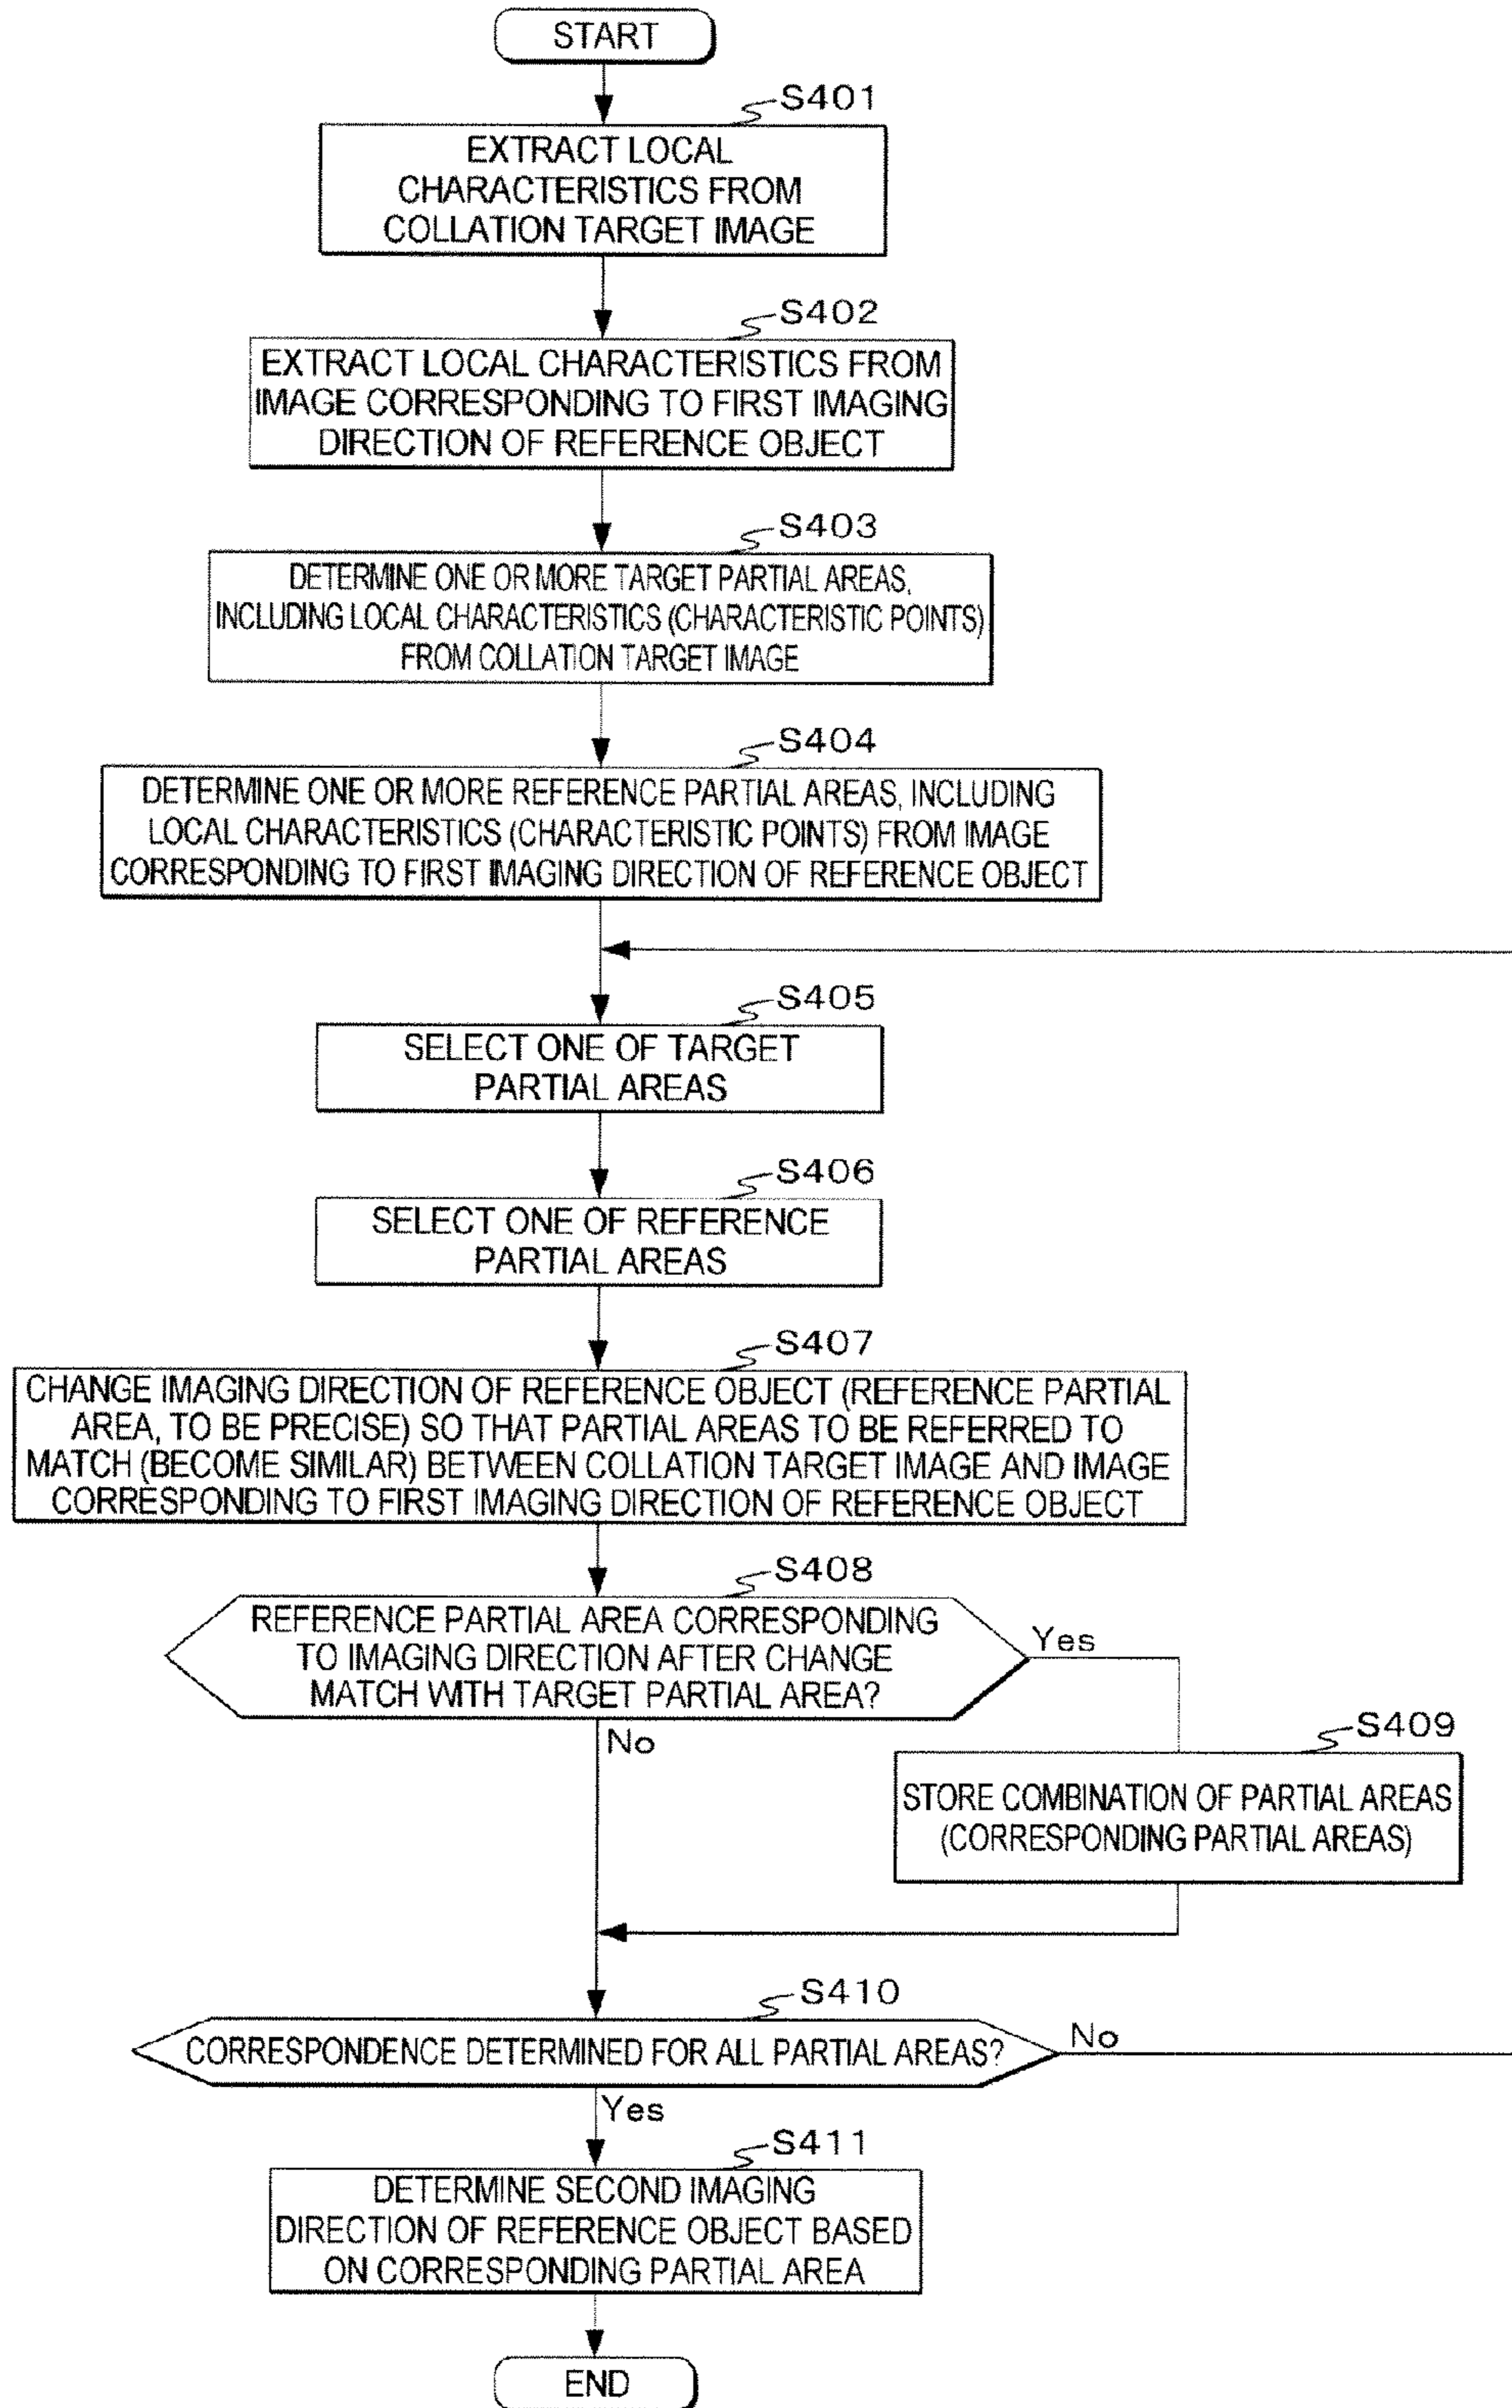 START
S401
EXTRACT LOCAL
CHARACTERISTICS FROM
COLLATION TARGET IMAGE
S402
EXTRACT LOCAL CHARACTERISTICS FROM
IMAGE CORRESPONDING TO FIRST IMAGING
DIRECTION OF REFERENCE OBJECT
S403
DETERMINE ONE OR MORE TARGET PARTIAL AREAS,
INCLUDING LOCAL CHARACTERISTICS (CHARACTERISTIC POINTS)
FROM COLLATION TARGET IMAGE
S404
DETERMINE ONE OR MORE REFERENCE PARTIAL AREAS, INCLUDING
LOCAL CHARACTERISTICS (CHARACTERISTIC POINTS) FROM IMAGE
CORRESPONDING TO FIRST IMAGING DIRECTION OF REFERENCE OBJECT
S405
SELECT ONE OF TARGET
PARTIAL AREAS
S406
SELECT ONE OF REFERENCE
PARTIAL AREAS
S407
CHANGE IMAGING DIRECTION OF REFERENCE OBJECT (REFERENCE PARTIAL
AREA, TO BE PRECISE) SO THAT PARTIAL AREAS TO BE REFERRED TO
MATCH (BECOME SIMILAR) BETWEEN COLLATION TARGET IMAGE AND IMAGE
CORRESPONDING TO FIRST IMAGING DIRECTION OF REFERENCE OBJECT
S408
REFERENCE PARTIAL AREA CORRESPONDING
TO IMAGING DIRECTION AFTER CHANGE
MATCH WITH TARGET PARTIAL AREA?
Yes
No
S409
STORE COMBINATION OF PARTIAL AREAS
(CORRESPONDING PARTIAL AREAS)
S410
CORRESPONDENCE DETERMINED FOR ALL PARTIAL AREAS?
No
Yes
S411
DETERMINE SECOND IMAGING
DIRECTION OF REFERENCE OBJECT BASED
ON CORRESPONDING PARTIAL AREA
END